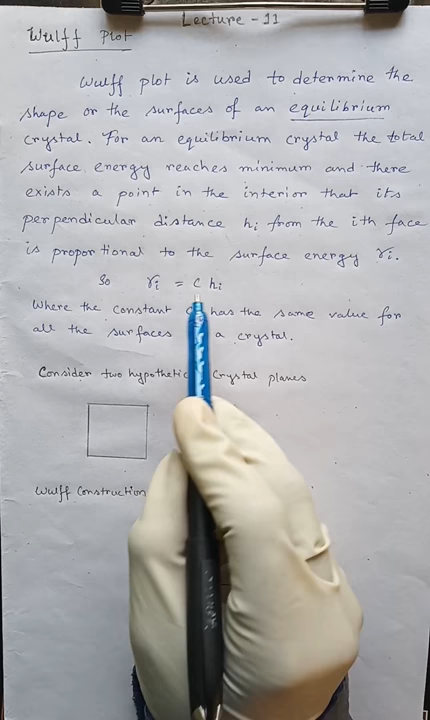 Lecture - 11
Wulff Plot
Wulff plot is used to determine the
shape or the surfaces of an equilibrium
crystal. For an equilibrium crystal the total
surface energy reaches minimum and there
exists a point in the interior that its
perpendicular distance hi from the ith face
is proportional to the surface energy γi.
So γi = c hi
Where the constant has the same value for
all the surfaces a crystal.
Consider two Crystal planes
Wulff Construction